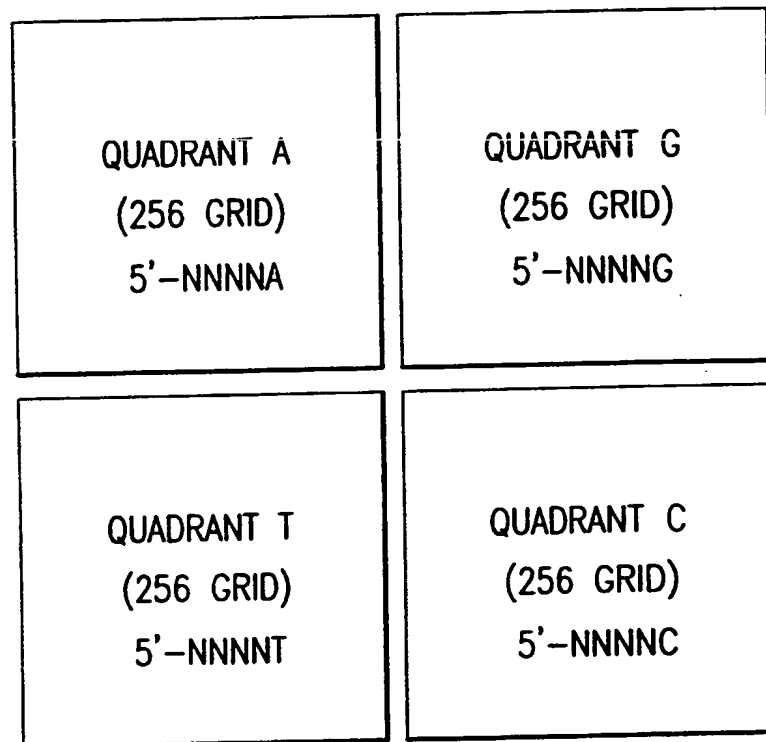 QUADRANT A
(256 GRID)
5'-NNNNA
QUADRANT G
(256 GRID)
5'-NNNNG
QUADRANT T
(256 GRID)
5'-NNNNT
QUADRANT C
(256 GRID)
5'-NNNNC